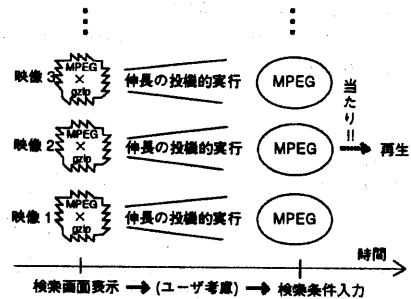 映像3
MPEG
×
gzip
伸長の投機的実行
MPEG
当たり!!
映像2
MPEG
×
gzip
伸長の投機的実行
MPEG
再生
映像1
MPEG
×
gzip
伸長の投機的実行
MPEG
時間
検索画面表示 → (ユーザ考慮) → 検索条件入力